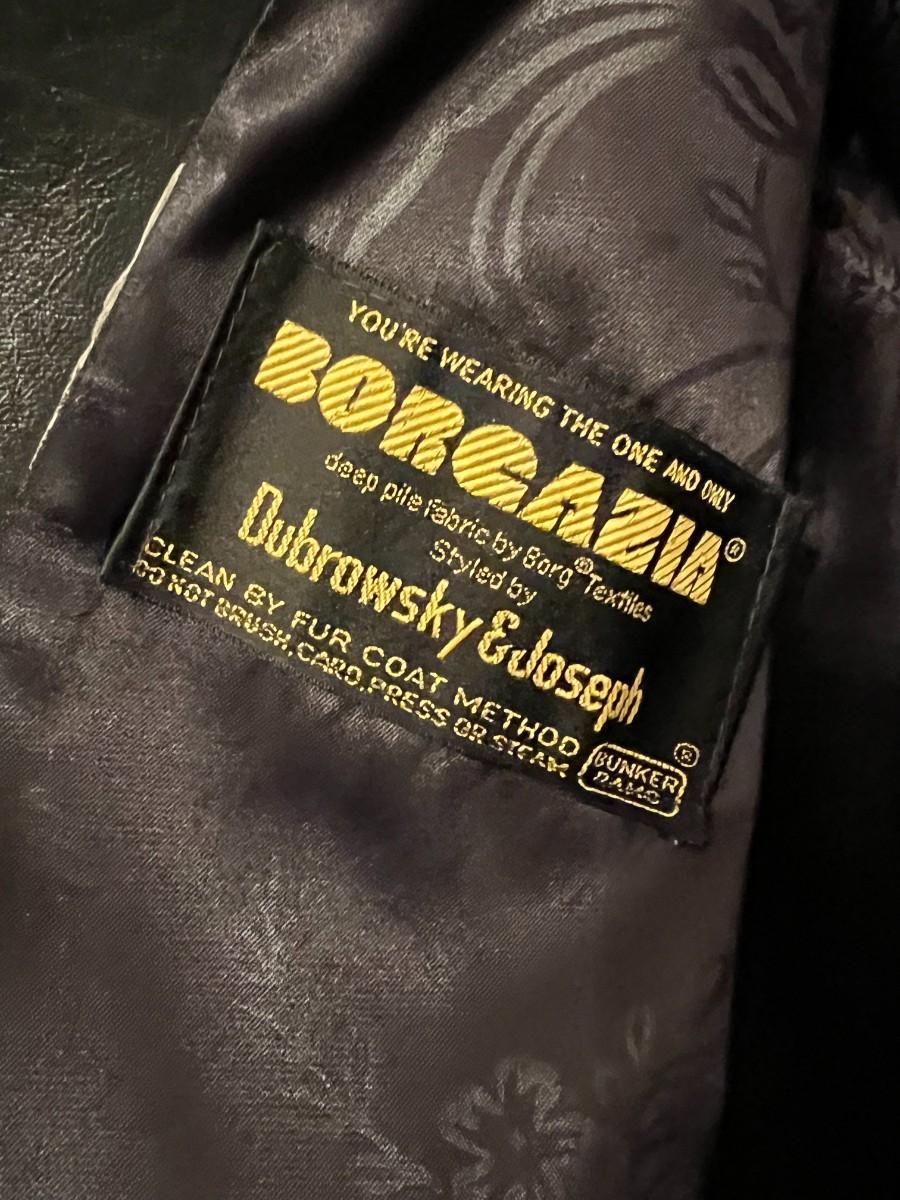 YOU'RE WEARING THE ONE AND ONLY
BORGAZIA®
deep pile fabric by Borg® Textiles
Styled by
Dubrowsky & Joseph
CLEAN BY FUR COAT METHOD
DO NOT BRUSH, CARD, PRESS OR STEAM
®
BUNKER
RAMO